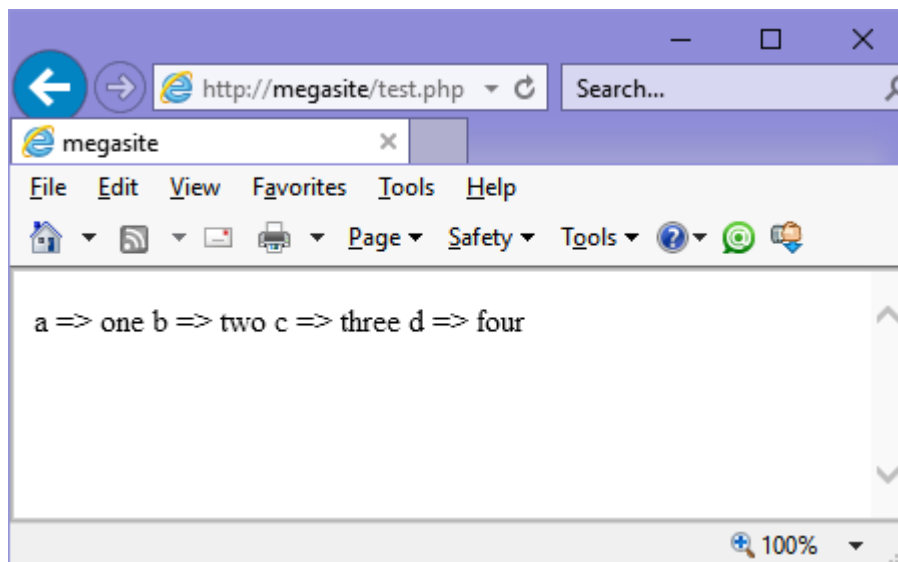 http://megasite/test.php Search...
megasite
File Edit View Favorites Tools Help
Page Safety Tools
a => one b => two c => three d => four
100%